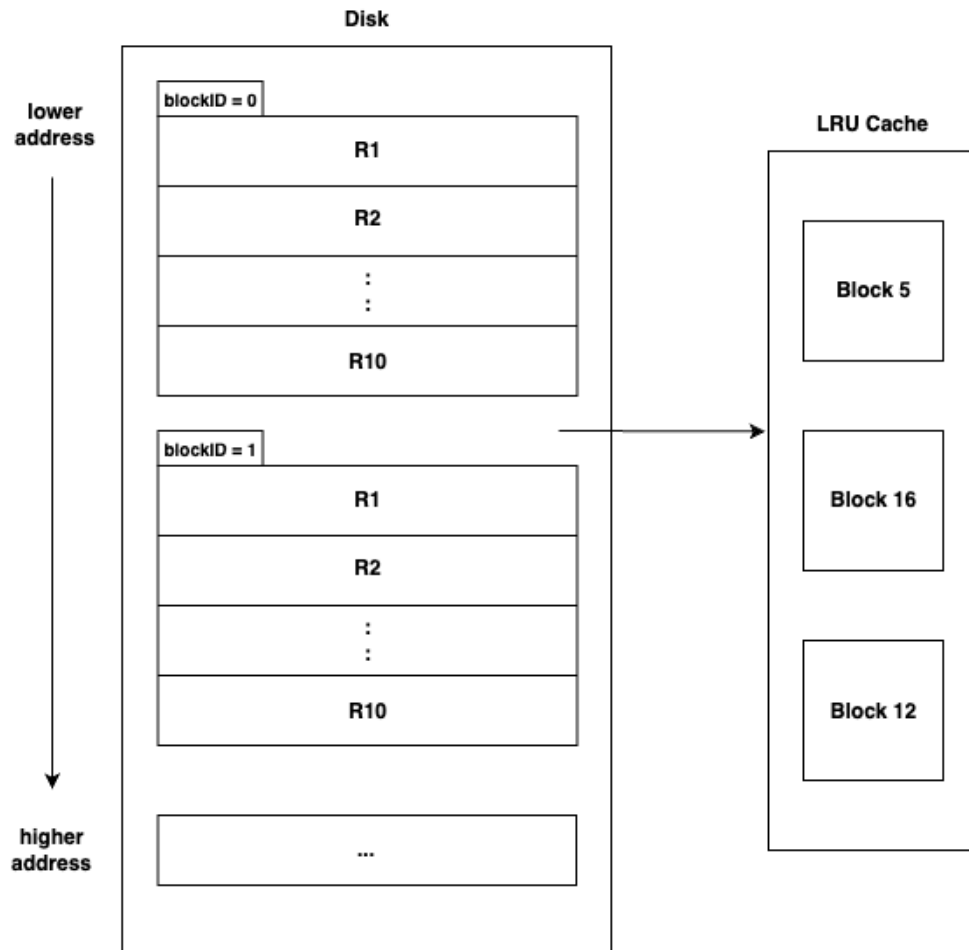 Disk
lower
address
blockID = 0
R1
R2
:
:
R10
blockID = 1
R1
R2
:
:
R10
...
higher
address
LRU Cache
Block 5
Block 16
Block 12